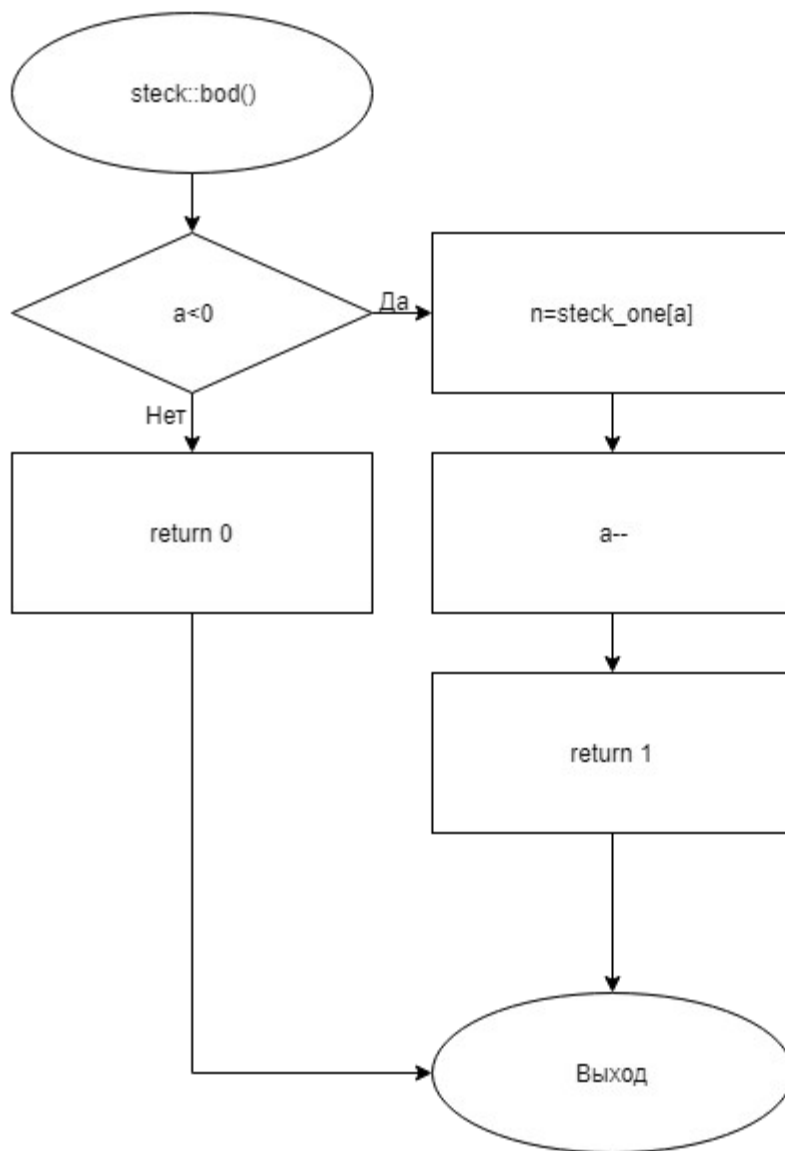 steck::bod()
a<0
Да
n=steck_one[a]
Нет
return 0
a--
return 1
Выход